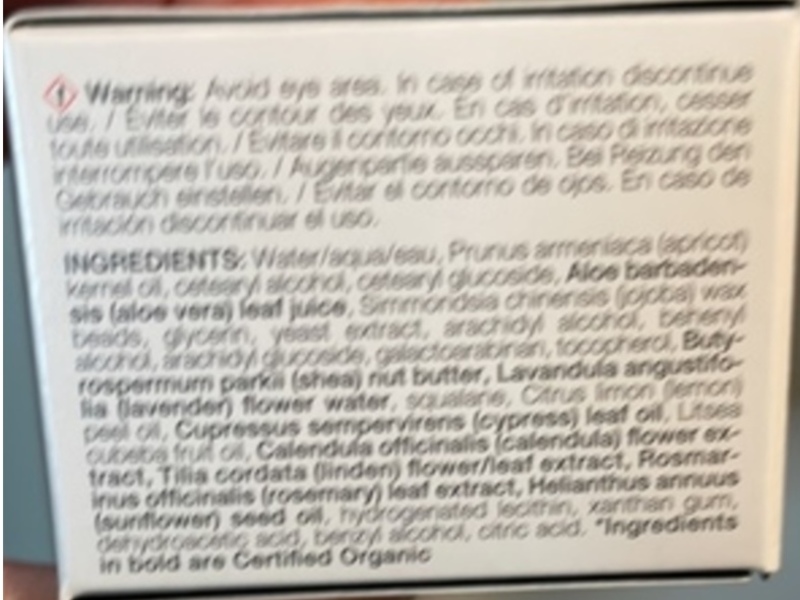 Warning: Avoid eye area. In case of irritation discontinue
use. / Éviter le contour des yeux. En cas d'irritation, cesser
toute utilisation. / Evitare il contorno occhi. In caso di irritazione
interrompere l'uso. / Augenpartie aussparen. Bei Reizung den
Gebrauch einstellen. / Evitar el contorno de ojos. En caso de
irritación discontinuar el uso.
INGREDIENTS: Water/aqua/eau, Prunus armeniaca (apricot)
kernel oil, cetearyl alcohol, cetearyl glucoside, Aloe barbaden-
sis (aloe vera) leaf juice, Simmondsia chinensis (jojoba) wax
beads, glycerin, yeast extract, arachidyl alcohol, behenyl
alcohol, arachidyl glucoside, galactoarabinan, tocopherol, Buty-
rospermum parkii (shea) nut butter, Lavandula angustifo-
lia (lavender) flower water, squalane, Citrus limon (lemon)
peel oil, Cupressus sempervirens (cypress) leaf oil, Litsea
cubeba fruit oil, Calendula officinalis (calendula) flower ex-
tract, Tilia cordata (linden) flower/leaf extract, Rosmar-
inus officinalis (rosemary) leaf extract, Helianthus annuus
(sunflower) seed oil, hydrogenated lecithin, xanthan gum,
dehydroacetic acid, benzyl alcohol, citric acid. *Ingredients
in bold are Certified Organic